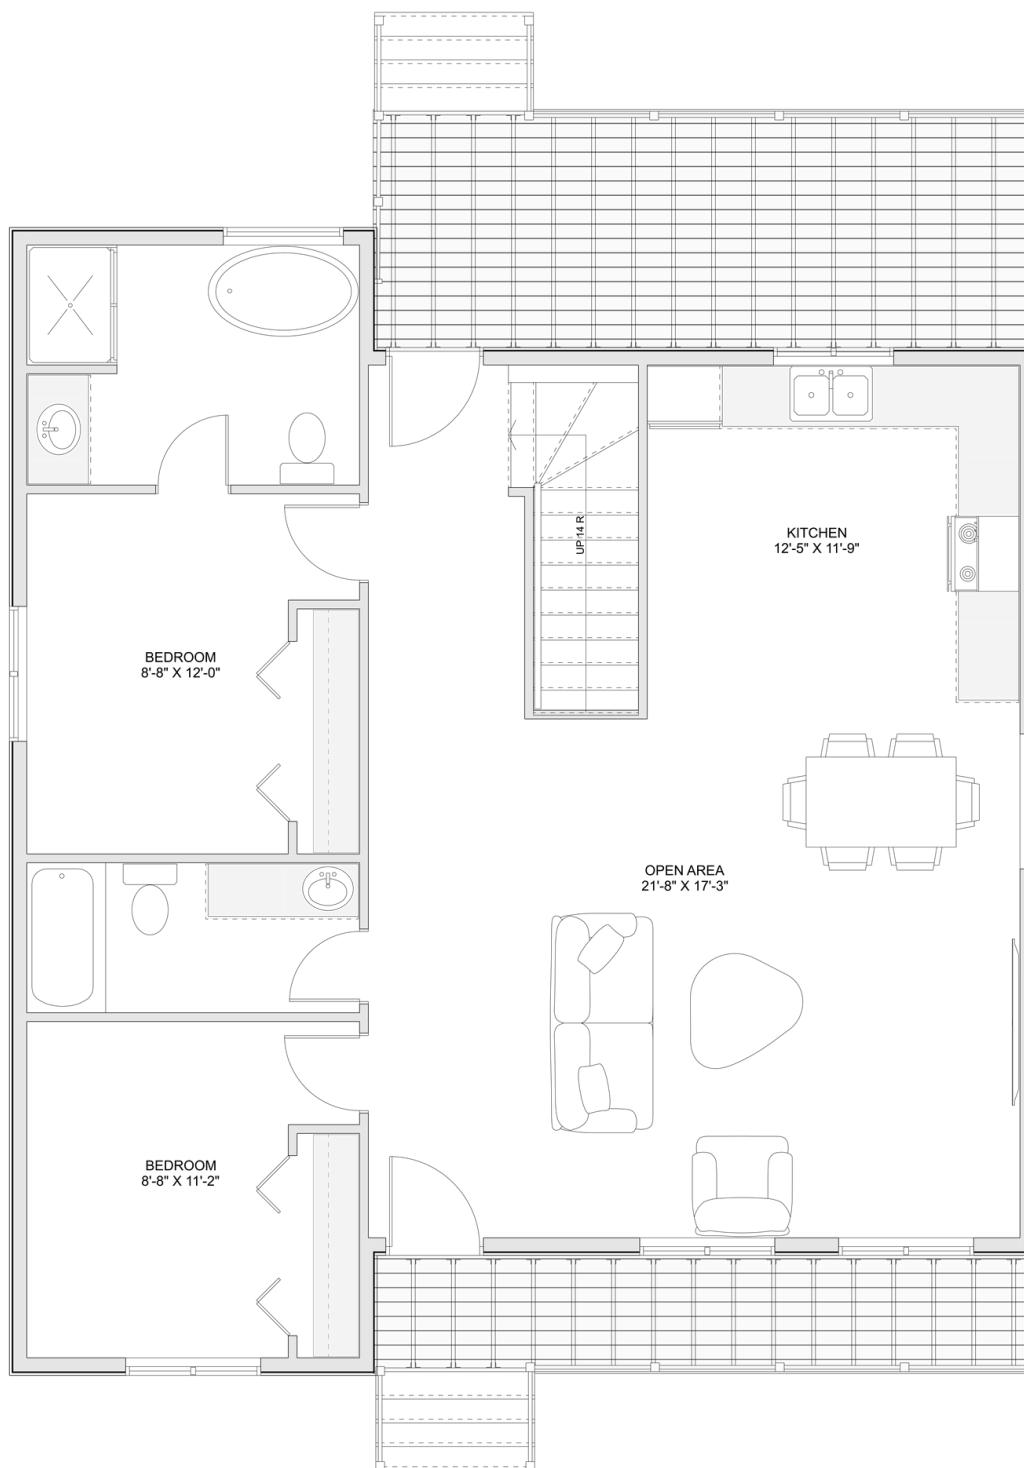 UP 14 R
KITCHEN
12'-5" X 11'-9"
BEDROOM
8'-8" X 12'-0"
OPEN AREA
21'-8" X 17'-3"
BEDROOM
8'-8" X 11'-2"